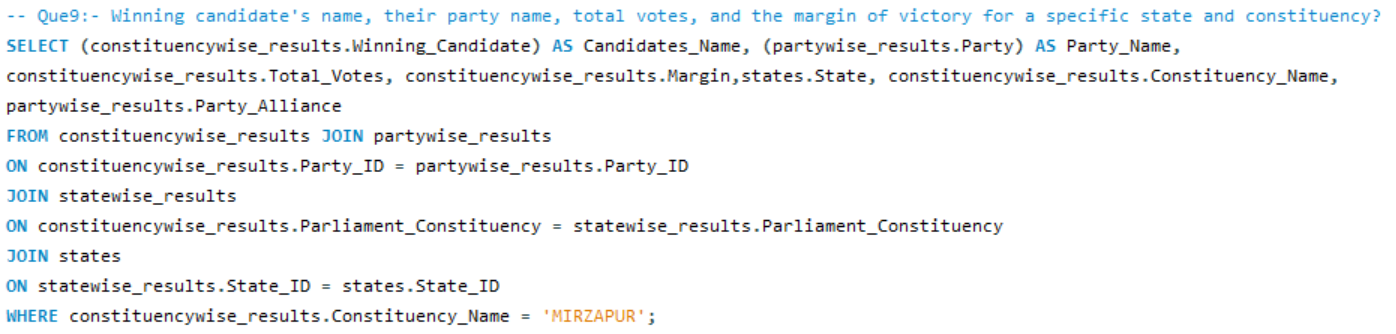 -- Que9:- Winning candidate's name, their party name, total votes, and the margin of victory for a specific state and constituency?
SELECT (constituencywise_results.Winning_Candidate) AS Candidates_Name, (partywise_results.Party) AS Party_Name,
constituencywise_results.Total_Votes, constituencywise_results.Margin,states.State, constituencywise_results.Constituency_Name,
partywise_results.Party_Alliance
FROM constituencywise_results JOIN partywise_results
ON constituencywise_results.Party_ID = partywise_results.Party_ID
JOIN statewise_results
ON constituencywise_results.Parliament_Constituency = statewise_results.Parliament_Constituency
JOIN states
ON statewise_results.State_ID = states.State_ID
WHERE constituencywise_results.Constituency_Name = 'MIRZAPUR';